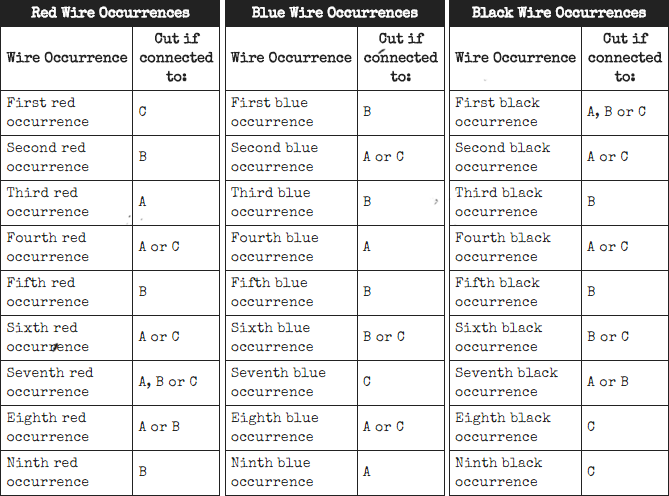 Red Wire Occurrences
Wire Occurrence
Cut if
connected
to:
First red
occurrence
C
Second red
occurrence
B
Third red
occurrence
A
Fourth red
occurrence
A or C
Fifth red
occurrence
B
Sixth red
occurrence
A or C
Seventh red
occurrence
A, B or C
Eighth red
occurrence
A or B
Ninth red
occurrence
B
Blue Wire Occurrences
Wire Occurrence
Cut if
connected
to:
First blue
occurrence
B
Second blue
occurrence
A or C
Third blue
occurrence
B
Fourth blue
occurrence
A
Fifth blue
occurrence
B
Sixth blue
occurrence
B or C
Seventh blue
occurrence
C
Eighth blue
occurrence
A or C
Ninth blue
occurrence
A
Black Wire Occurrences
Wire Occurrence
Cut if
connected
to:
First black
occurrence
A, B or C
Second black
occurrence
A or C
Third black
occurrence
B
Fourth black
occurrence
A or C
Fifth black
occurrence
B
Sixth black
occurrence
B or C
Seventh black
occurrence
A or B
Eighth black
occurrence
C
Ninth black
occurrence
C